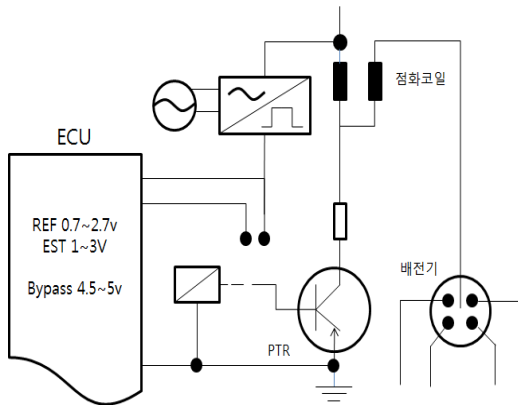 점화코일
ECU
REF 0.7~2.7v
EST 1~3V
Bypass 4.5~5v
배전기
PTR